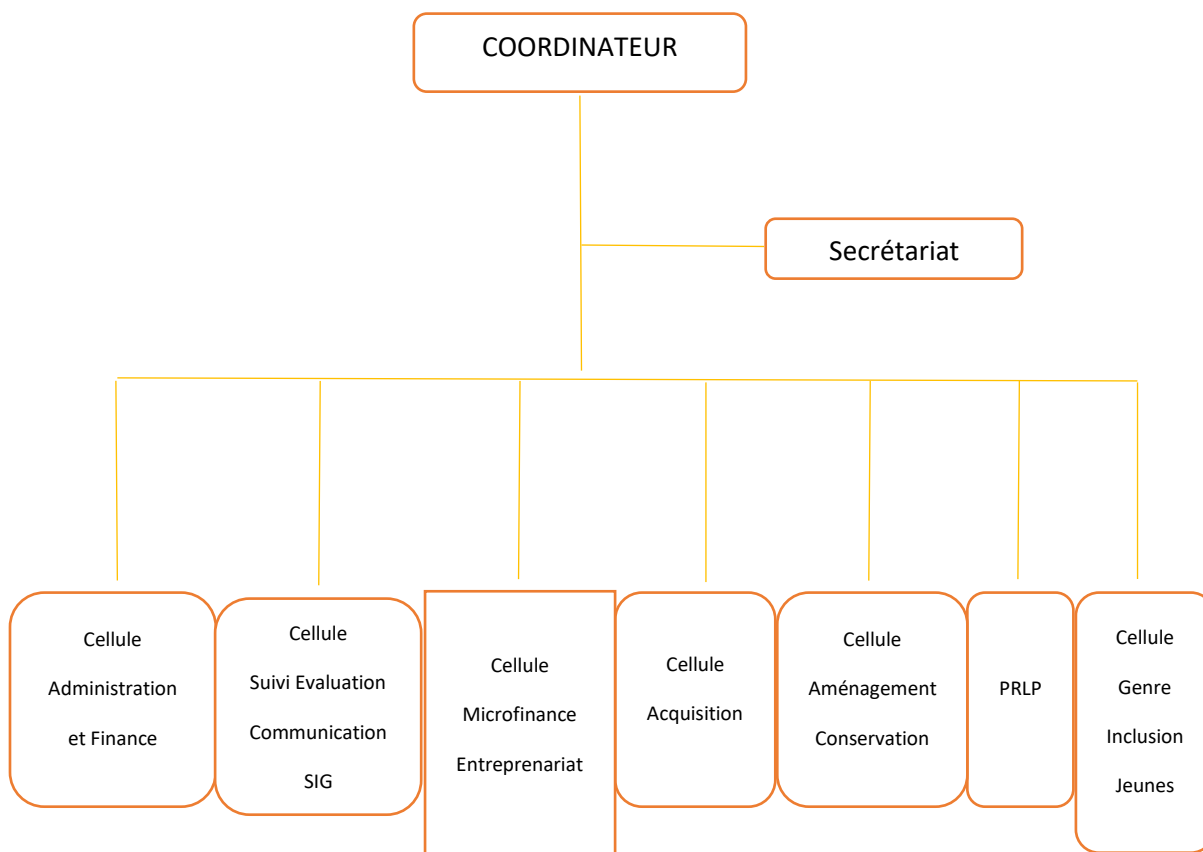 COORDINATEUR
Secrétariat
Cellule
Administration
et Finance
Cellule
Suivi Evaluation
Communication
SIG
Cellule
Microfinance
Entreprenariat
Cellule
Acquisition
Cellule
Aménagement
Conservation
PRLP
Cellule
Genre
Inclusion
Jeunes